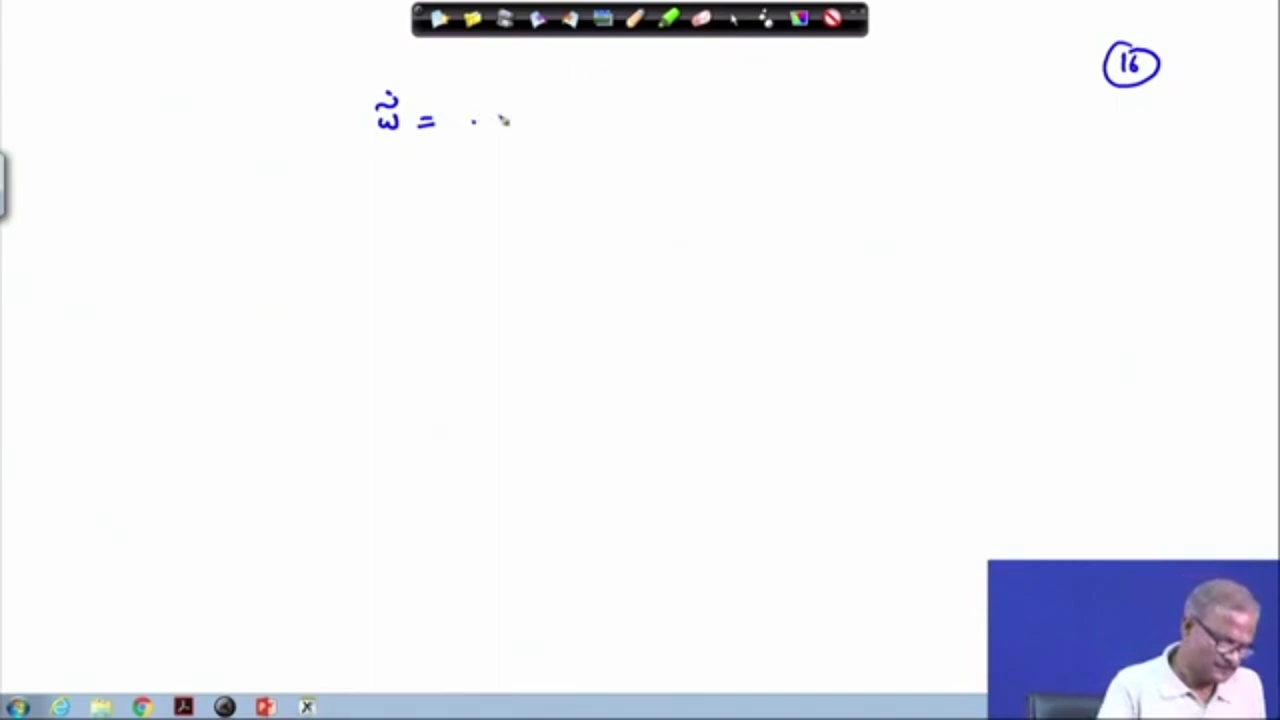 16
ω̃̇ = .